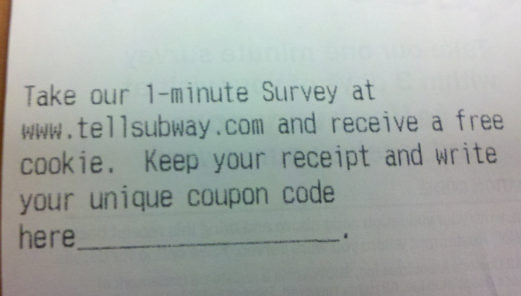 Take our 1-minute Survey at
www.tellsubway.com and receive a free
cookie. Keep your receipt and write
your unique coupon code
here____________________.